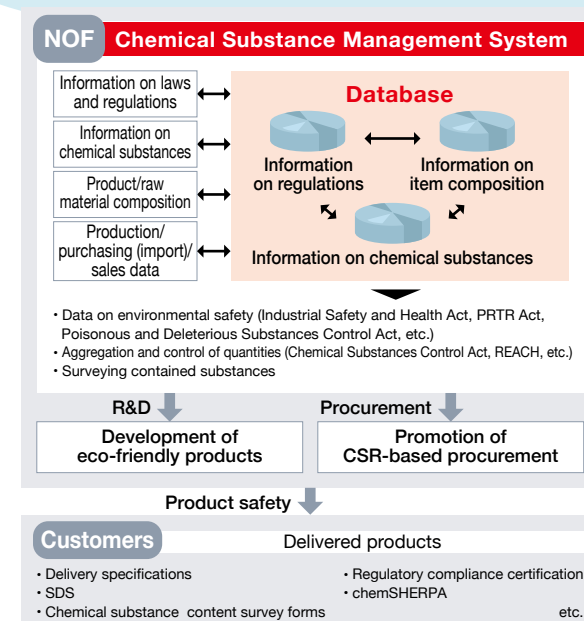 NOF Chemical Substance Management System
Information on laws
and regulations
Information on
chemical substances
Product/raw
material composition
Production/
purchasing (import)/
sales data
Database
Information
on regulations
Information on
item composition
Information on chemical substances
・Data on environmental safety (Industrial Safety and Health Act, PRTR Act,
Poisonous and Deleterious Substances Control Act, etc.)
・Aggregation and control of quantities (Chemical Substances Control Act, REACH, etc.)
・Surveying contained substances
R&D
Procurement
Development of
eco-friendly products
Promotion of
CSR-based procurement
Product safety
Customers
Delivered products
・Delivery specifications
・SDS
・Chemical substance content survey forms
・Regulatory compliance certification
・chemSHERPA
etc.